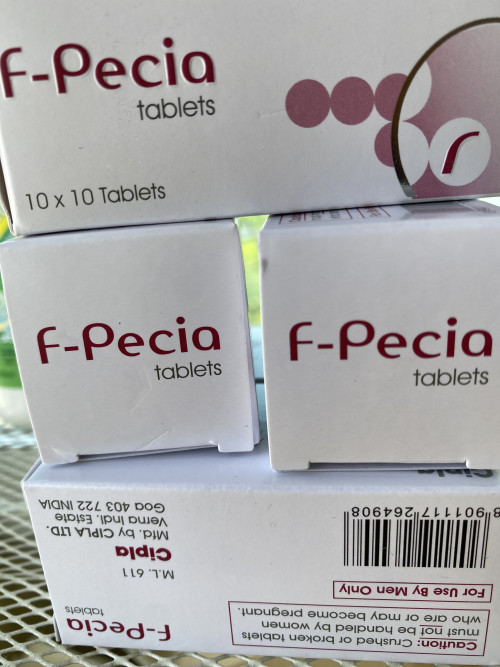 F-Pecia
tablets
10 x 10 Tablets
F-Pecia
tablets
F-Pecia
tablets
Cipla
F-Pecia
tablets
M.L. 611
Cipla
Mfd. by CIPLA LTD.
Verna Indl. Estate
Goa 403 722 INDIA
Caution: Crushed or broken tablets
must not be handled by women
who are or may become pregnant.
For Use By Men Only
8 901117 264908